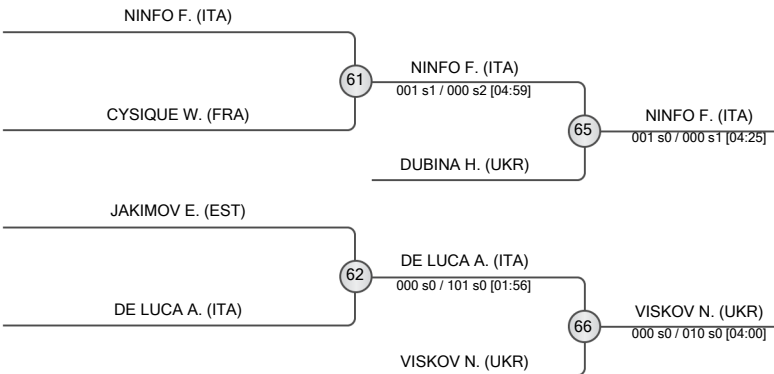 NINFO F. (ITA)
61
NINFO F. (ITA)
001 s1 / 000 s2 [04:59]
CYSIQUE W. (FRA)
65
NINFO F. (ITA)
001 s0 / 000 s1 [04:25]
DUBINA H. (UKR)
JAKIMOV E. (EST)
62
DE LUCA A. (ITA)
000 s0 / 101 s0 [01:56]
DE LUCA A. (ITA)
66
VISKOV N. (UKR)
000 s0 / 010 s0 [04:00]
VISKOV N. (UKR)